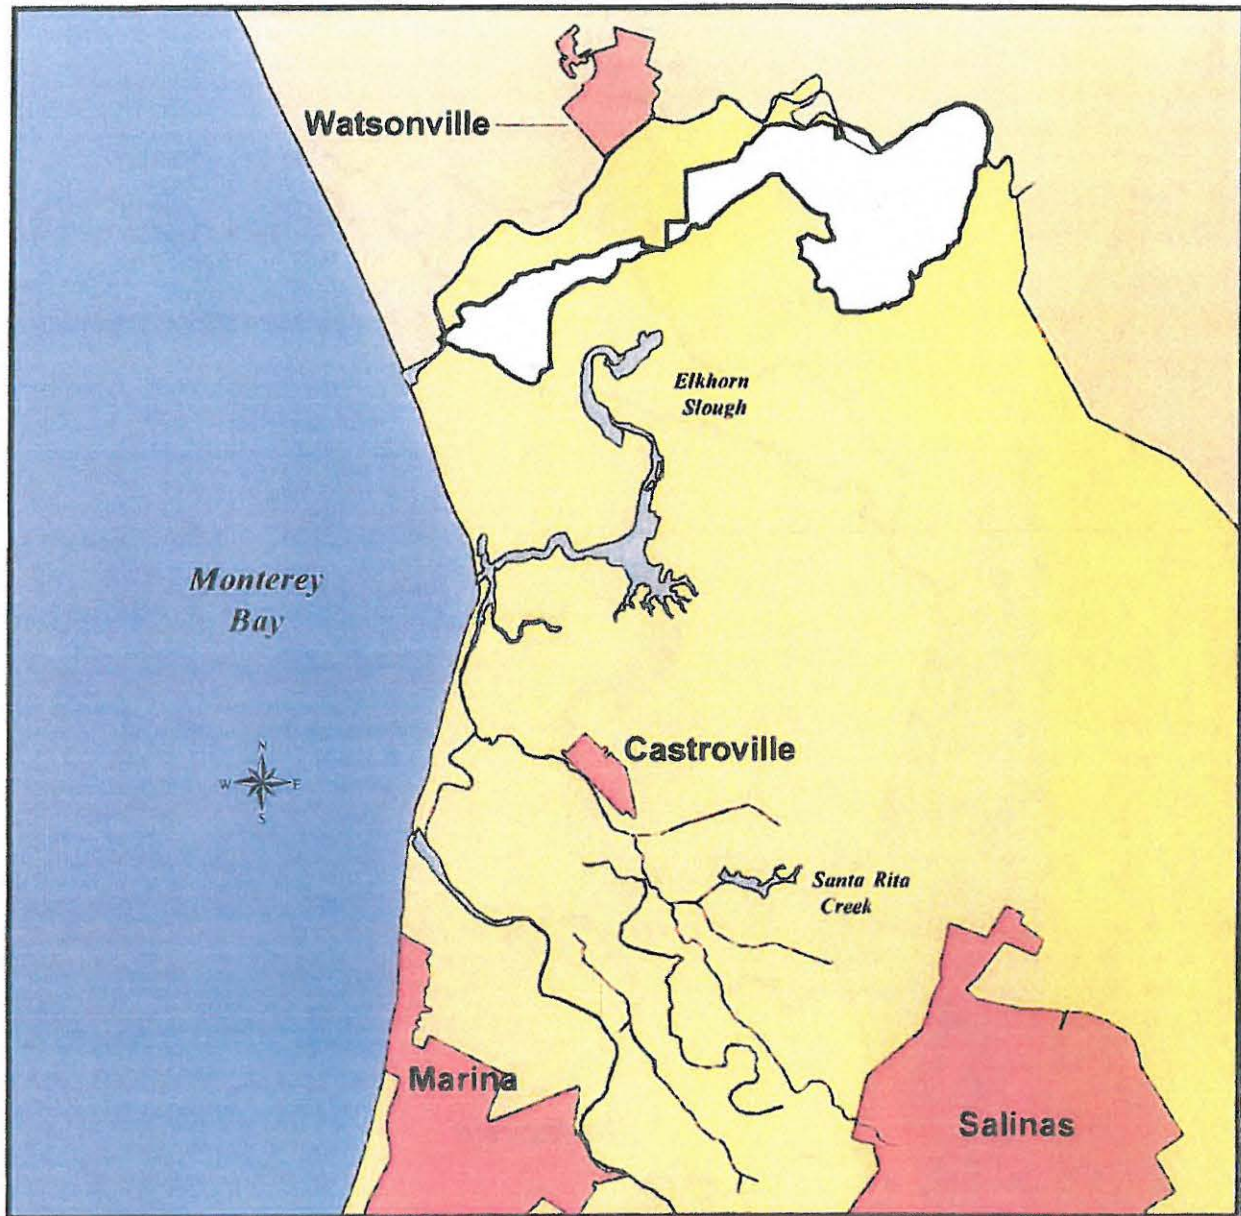 Watsonville
Elkhorn
Slough
Monterey
Bay
N
W E
S
Castroville
Santa Rita
Creek
Marina
Salinas